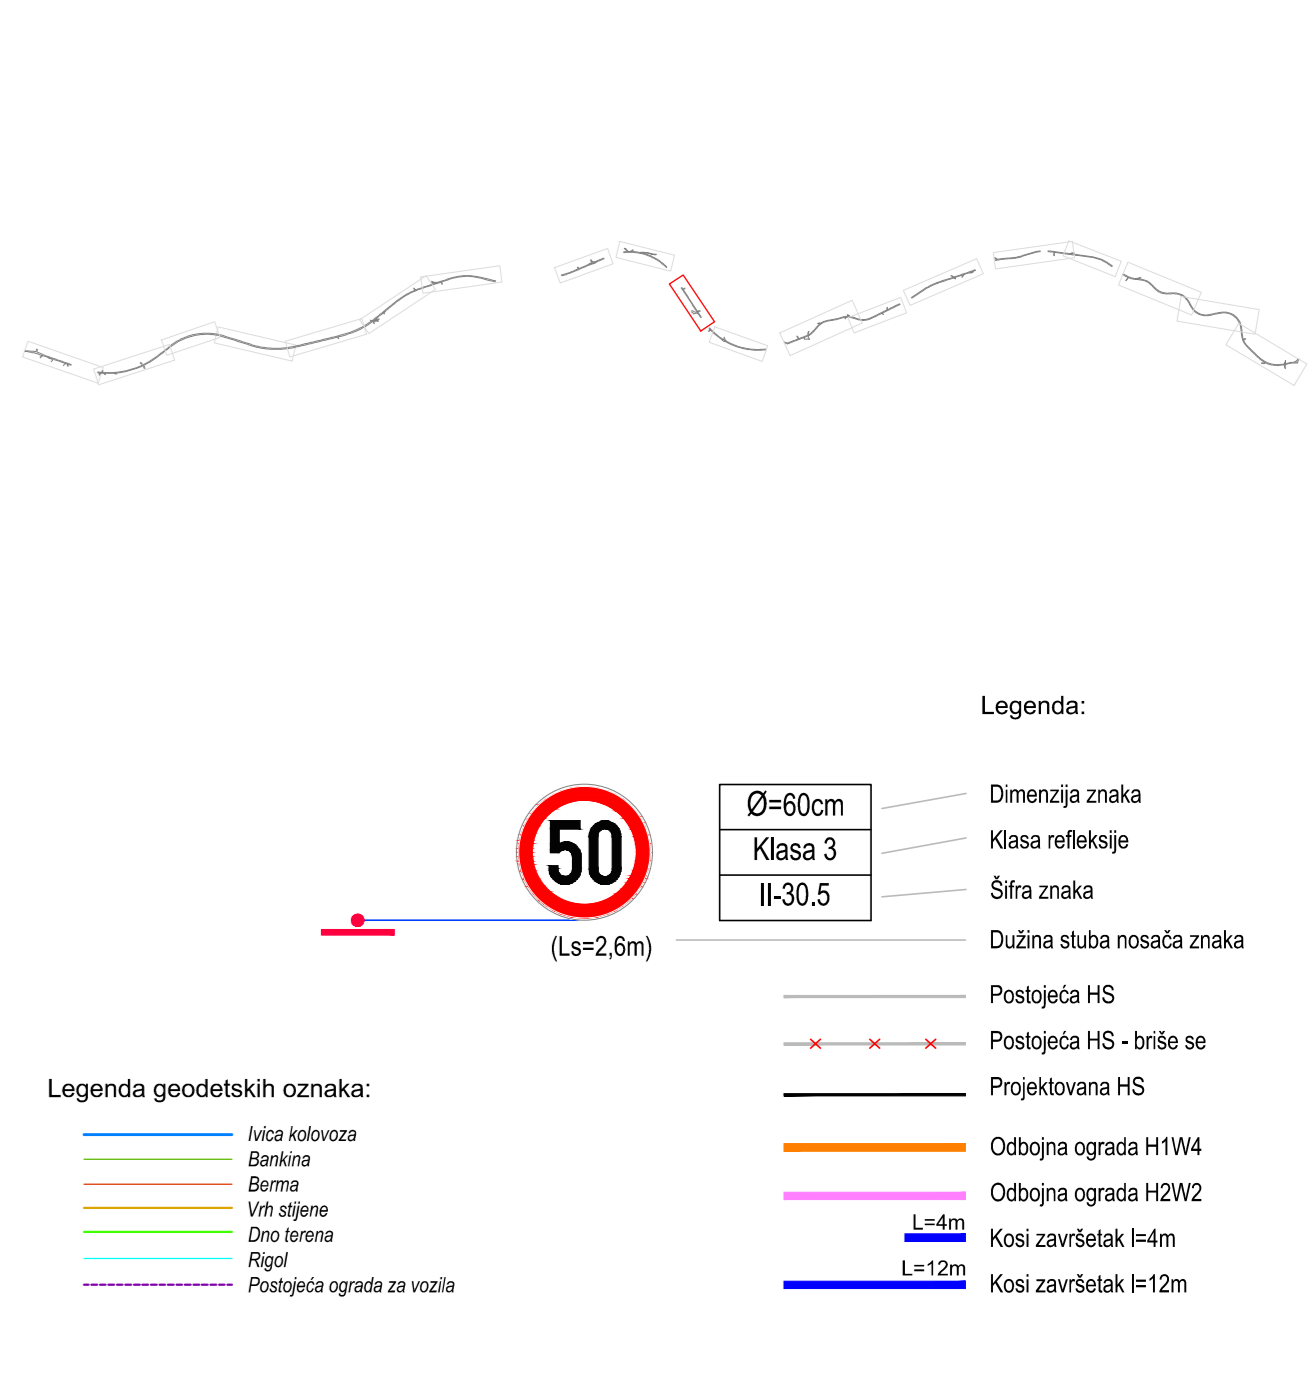 Legenda:
50
Ø=60cm
Klasa 3
II-30.5
(Ls=2,6m)
Dimenzija znaka
Klasa refleksije
Šifra znaka
Dužina stuba nosača znaka
Postojeća HS
Postojeća HS - briše se
Projektovana HS
Odbojna ograda H1W4
Odbojna ograda H2W2
L=4m
Kosi završetak l=4m
L=12m
Kosi završetak l=12m
Legenda geodetskih oznaka:
Ivica kolovoza
Bankina
Berma
Vrh stijene
Dno terena
Rigol
Postojeća ograda za vozila